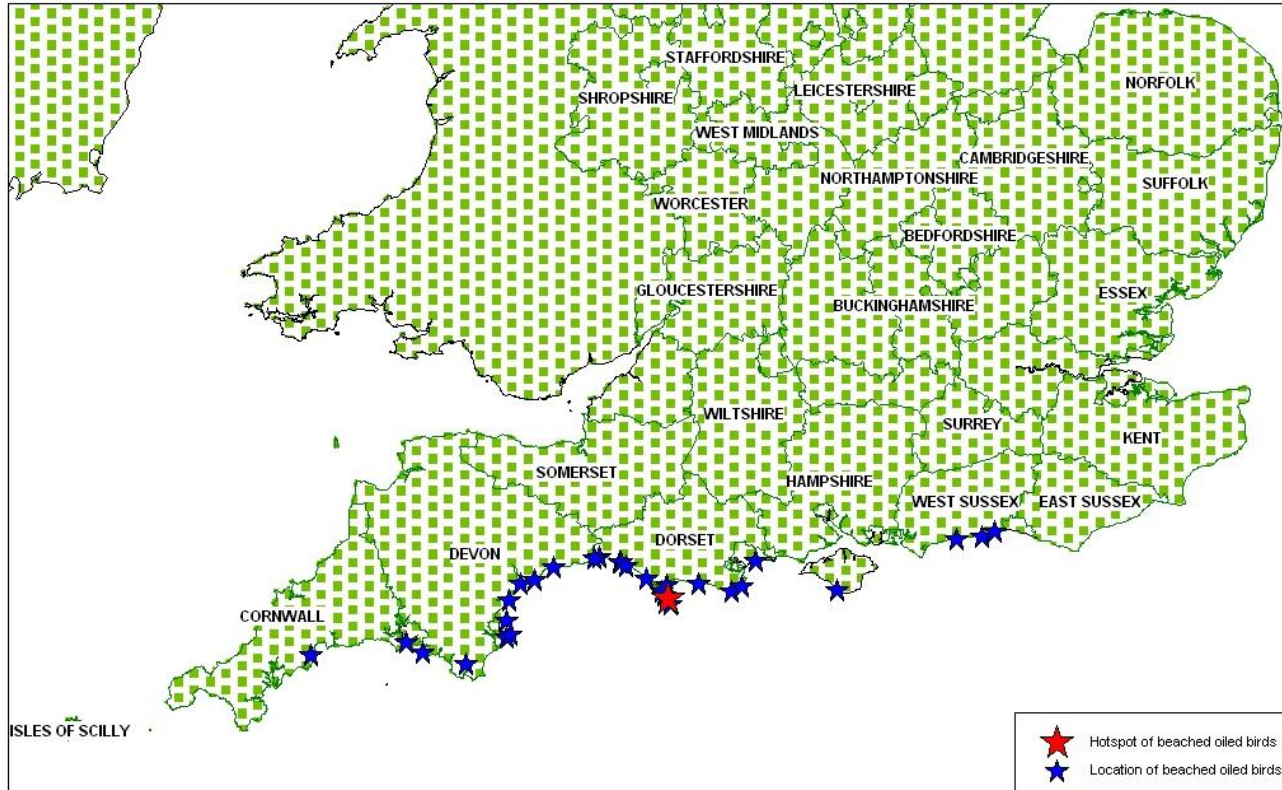 STAFFORDSHIRE
NORFOLK
SHROPSHIRE
LEICESTERSHIRE
WEST MIDLANDS
CAMBRIDGESHIRE
NORTHAMPTONSHIRE
SUFFOLK
WORCESTER
BEDFORDSHIRE
GLOUCESTERSHIRE
ESSEX
BUCKINGHAMSHIRE
WILTSHIRE
SURREY
KENT
SOMERSET
HAMPSHIRE
WEST SUSSEX
EAST SUSSEX
DORSET
DEVON
CORNWALL
ISLES OF SCILLY
Hotspot of beached oiled birds
Location of beached oiled birds